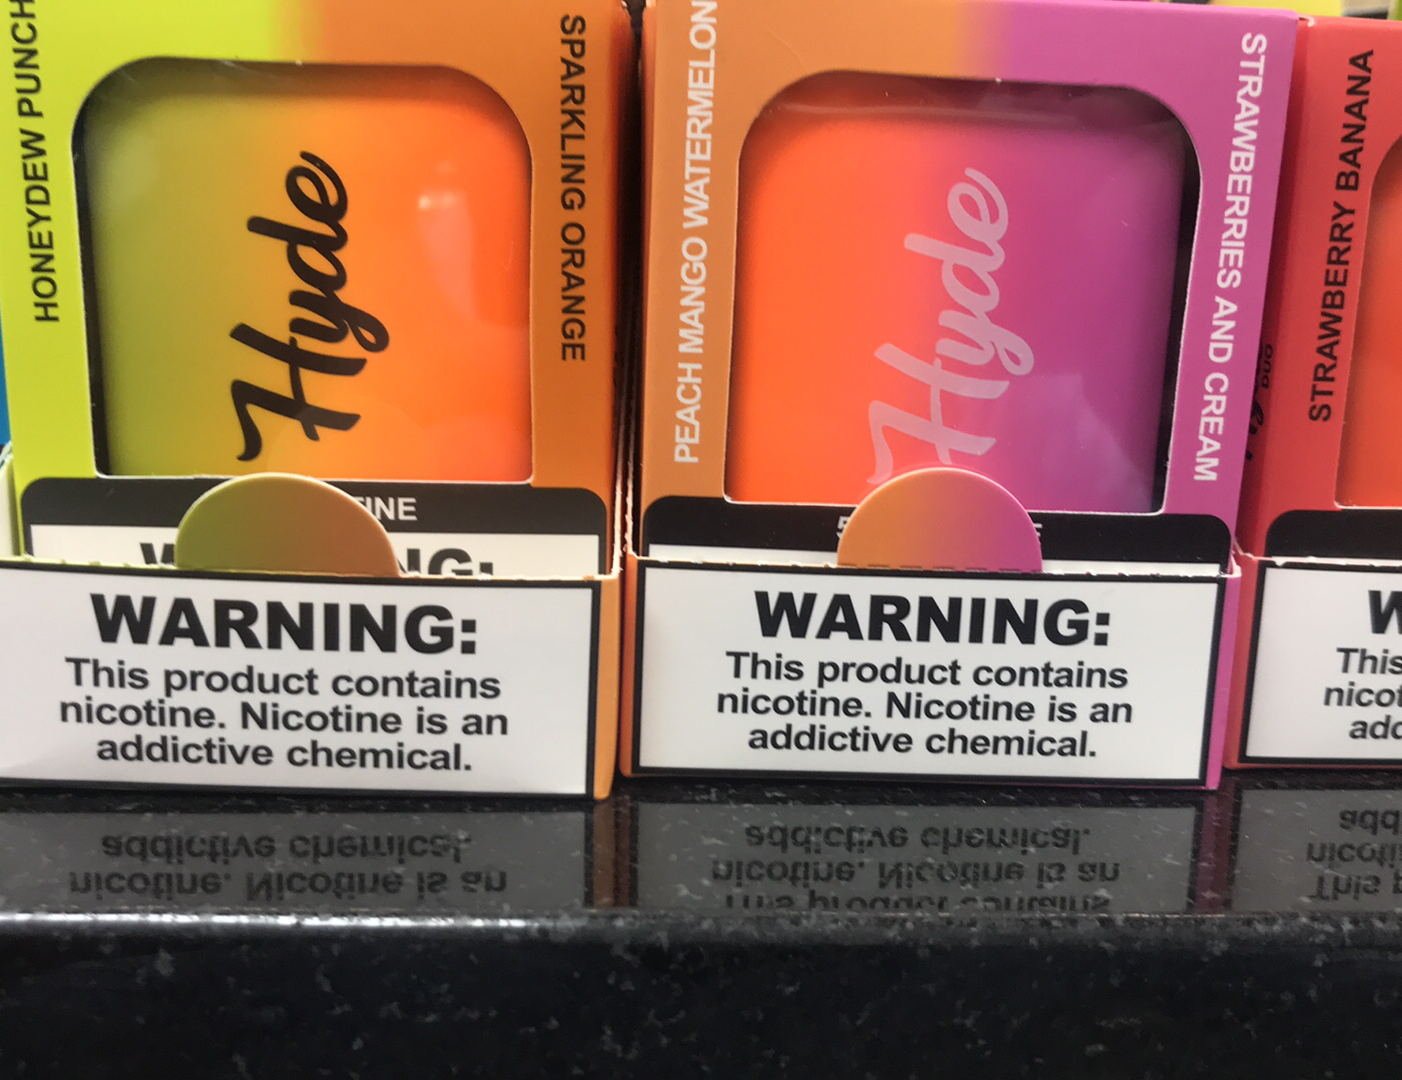 HONEYDEW PUNCH
Hyde
SPARKLING ORANGE
WARNING:
This product contains
nicotine. Nicotine is an
addictive chemical.
PEACH MANGO WATERMELON
Hyde
STRAWBERRIES AND CREAM
WARNING:
This product contains
nicotine. Nicotine is an
addictive chemical.
STRAWBERRY BANANA
This